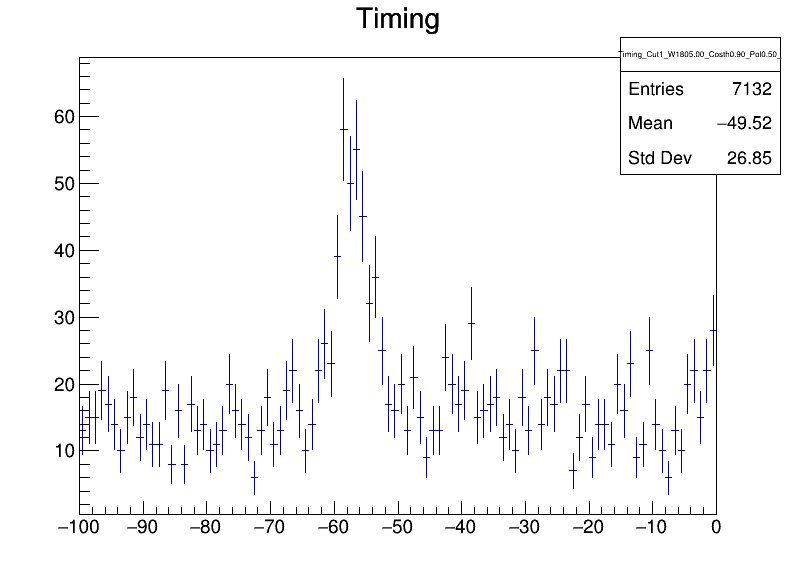 Timing
Timing_Cut1_W1805.00_Costh0.90_Pol0.50_
Entries 7132
Mean −49.52
Std Dev 26.85
60
50
40
30
20
10
−100 −90 −80 −70 −60 −50 −40 −30 −20 −10 0